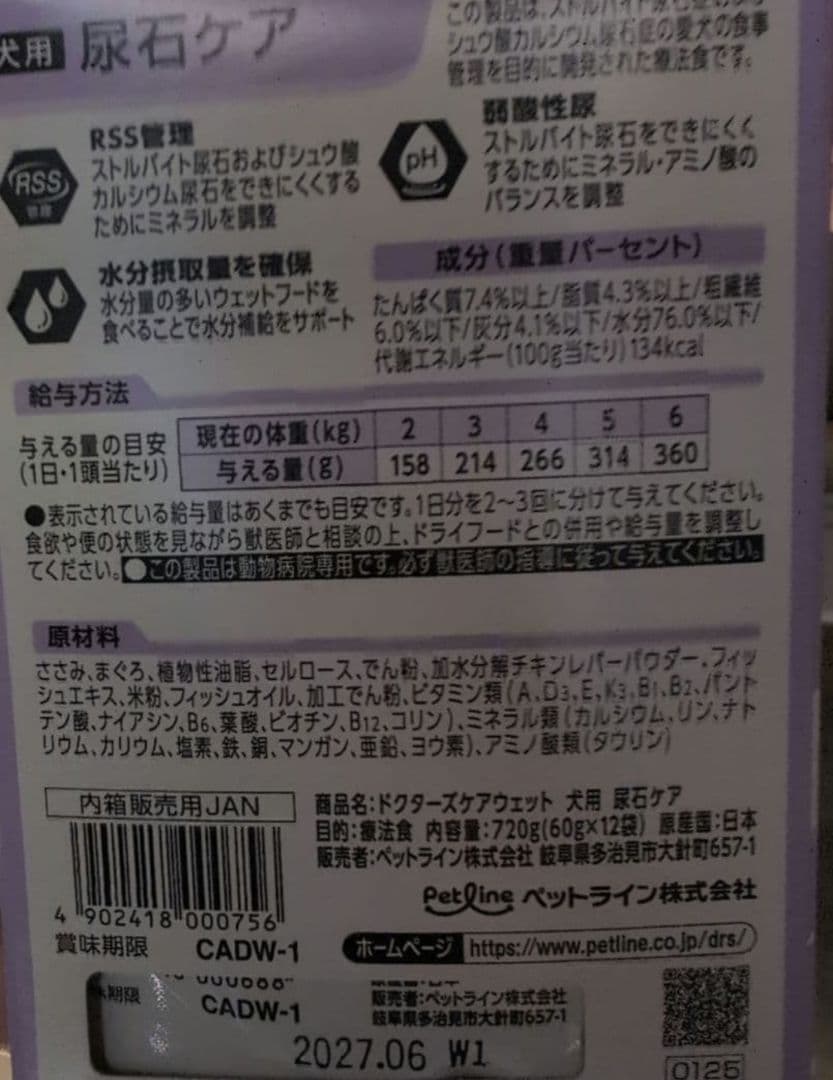 犬用 尿石ケア
シュウ酸カルシウム尿石症の愛犬の食事
管理を目的に開発された療法食です。
RSS管理
RSS
ストルバイト尿石およびシュウ酸
カルシウム尿石をできにくくする
ためにミネラルを調整
弱酸性尿
pH
ストルバイト尿石をできにくく
するためにミネラル・アミノ酸の
バランスを調整
水分摂取量を確保
水分量の多いウェットフードを
食べることで水分補給をサポート
成分(重量パーセント)
たんぱく質7.4%以上/脂質4.3%以上/粗繊維
6.0%以下/灰分4.1%以下/水分76.0%以下/
代謝エネルギー(100g当たり)134kcal
給与方法
与える量の目安
(1日・1頭当たり)
現在の体重(kg) 2 3 4 5 6
与える量(g) 158 214 266 314 360
●表示されている給与量はあくまでも目安です。1日分を2〜3回に分けて与えてください。
食欲や便の状態を見ながら獣医師と相談の上、ドライフードとの併用や給与量を調整し
てください。●この製品は動物病院専用です。必ず獣医師の指導に従って与えてください。
原材料
ささみ、まぐろ、植物性油脂、セルロース、でん粉、加水分解チキンレバーパウダー、フィッ
シュエキス、米粉、フィッシュオイル、加工でん粉、ビタミン類(A、D3、E、K3、B1、B2、パント
テン酸、ナイアシン、B6、葉酸、ビオチン、B12、コリン)、ミネラル類(カルシウム、リン、ナト
リウム、カリウム、塩素、鉄、銅、マンガン、亜鉛、ヨウ素)、アミノ酸類(タウリン)
内箱販売用JAN
4 902418 000756
商品名:ドクターズケアウェット 犬用 尿石ケア
目的:療法食 内容量:720g(60g×12袋) 原産国:日本
販売者:ペットライン株式会社 岐阜県多治見市大針町657-1
Petline ペットライン株式会社
賞味期限 CADW-1
ホームページ https://www.petline.co.jp/drs/
期限 CADW-1
販売者:ペットライン株式会社
岐阜県多治見市大針町657-1
2027.06 W1
0125